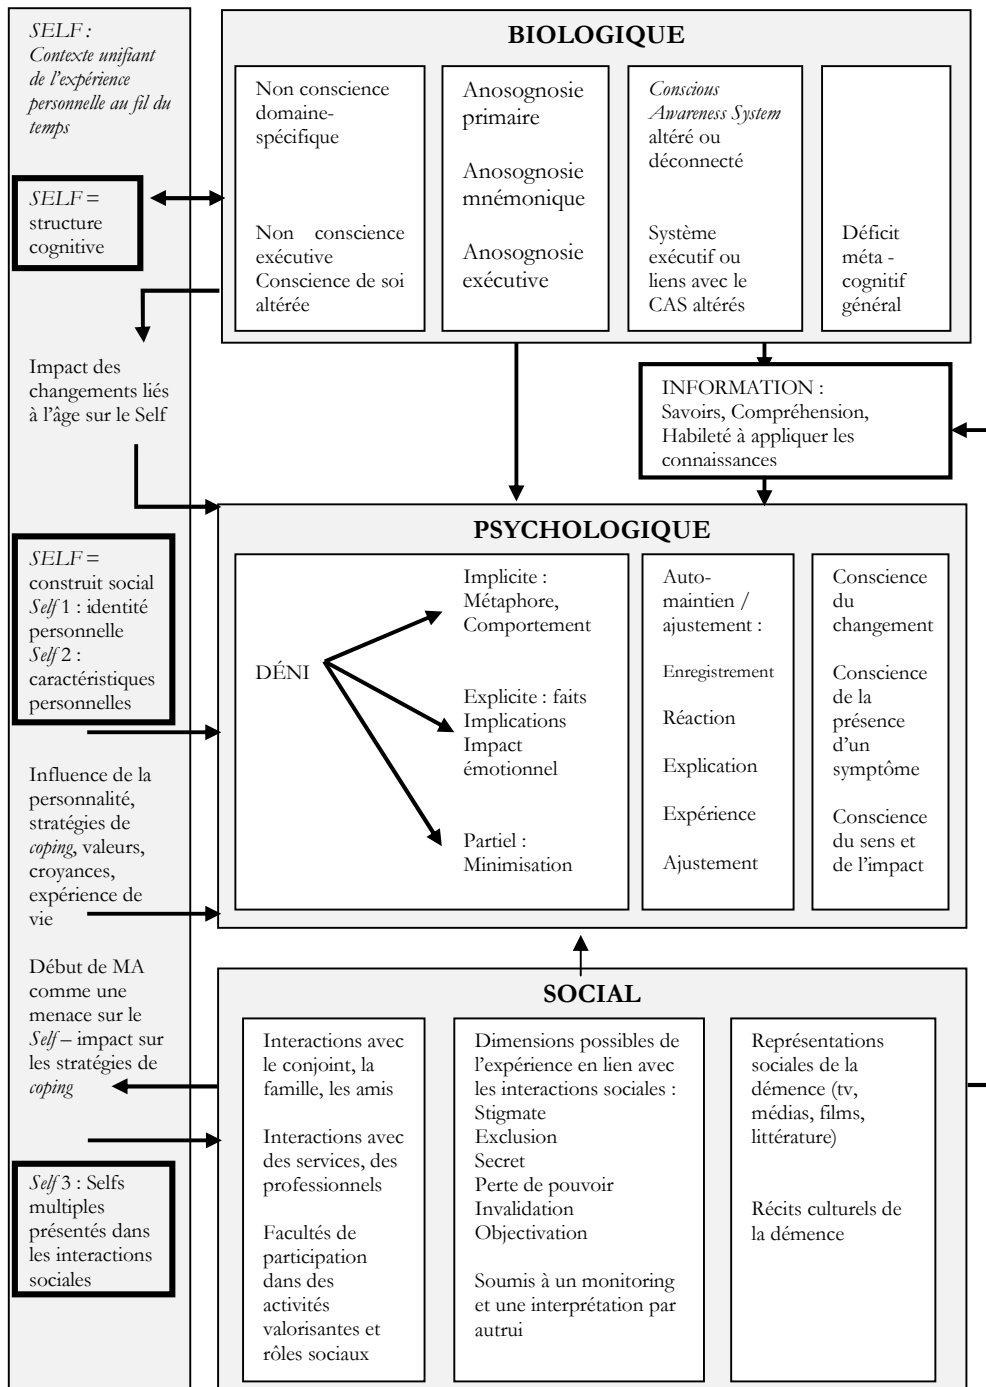 SELF :
Contexte unifiant
de l’expérience
personnelle au fil du
temps
SELF =
structure
cognitive
Impact des
changements liés
à l’âge sur le Self
SELF =
construit social
Self 1 : identité
personnelle
Self 2 :
caractéristiques
personnelles
Influence de la
personnalité,
stratégies de
coping, valeurs,
croyances,
expérience de
vie
Début de MA
comme une
menace sur le
Self – impact sur
les stratégies de
coping
Self 3 : Selfs
multiples
présentés dans
les interactions
sociales
BIOLOGIQUE
Non conscience
domaine-
spécifique
Non conscience
exécutive
Conscience de soi
altérée
Anosognosie
primaire
Anosognosie
mnémonique
Anosognosie
exécutive
Conscious
Awareness System
altéré ou
déconnecté
Système
exécutif ou
liens avec le
CAS altérés
Déficit
méta -
cognitif
général
INFORMATION :
Savoirs, Compréhension,
Habileté à appliquer les
connaissances
PSYCHOLOGIQUE
DÉNI
Implicite :
Métaphore,
Comportement
Explicite : faits
Implications
Impact
émotionnel
Partiel :
Minimisation
Auto-
maintien /
ajustement :
Enregistrement
Réaction
Explication
Expérience
Ajustement
Conscience
du
changement
Conscience
de la
présence
d’un
symptôme
Conscience
du sens et
de l’impact
SOCIAL
Interactions avec
le conjoint, la
famille, les amis
Interactions avec
des services, des
professionnels
Facultés de
participation
dans des
activités
valorisantes et
rôles sociaux
Dimensions possibles de
l’expérience en lien avec
les interactions sociales :
Stigmate
Exclusion
Secret
Perte de pouvoir
Invalidation
Objectivation
Soumis à un monitoring
et une interprétation par
autrui
Représentations
sociales de la
démence (tv,
médias, films,
littérature)
Récits culturels de
la démence